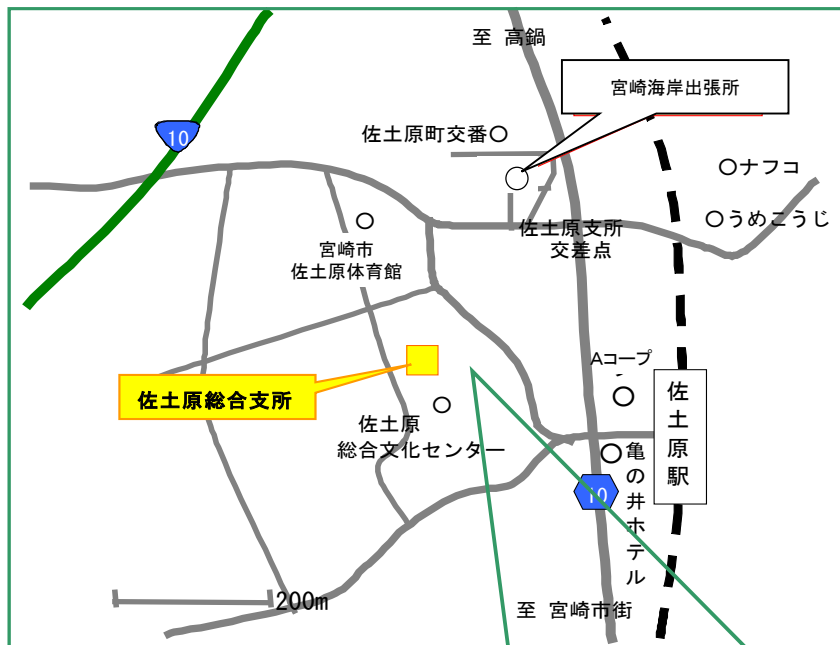 至 高鍋
宮崎海岸出張所
10
佐土原町交番
ナフコ
うめこうじ
佐土原支所
交差点
宮崎市
佐土原体育館
Aコープ
佐土原総合支所
佐土原駅
佐土原
総合文化センター
亀の井ホテル
10
200m
至 宮崎市街